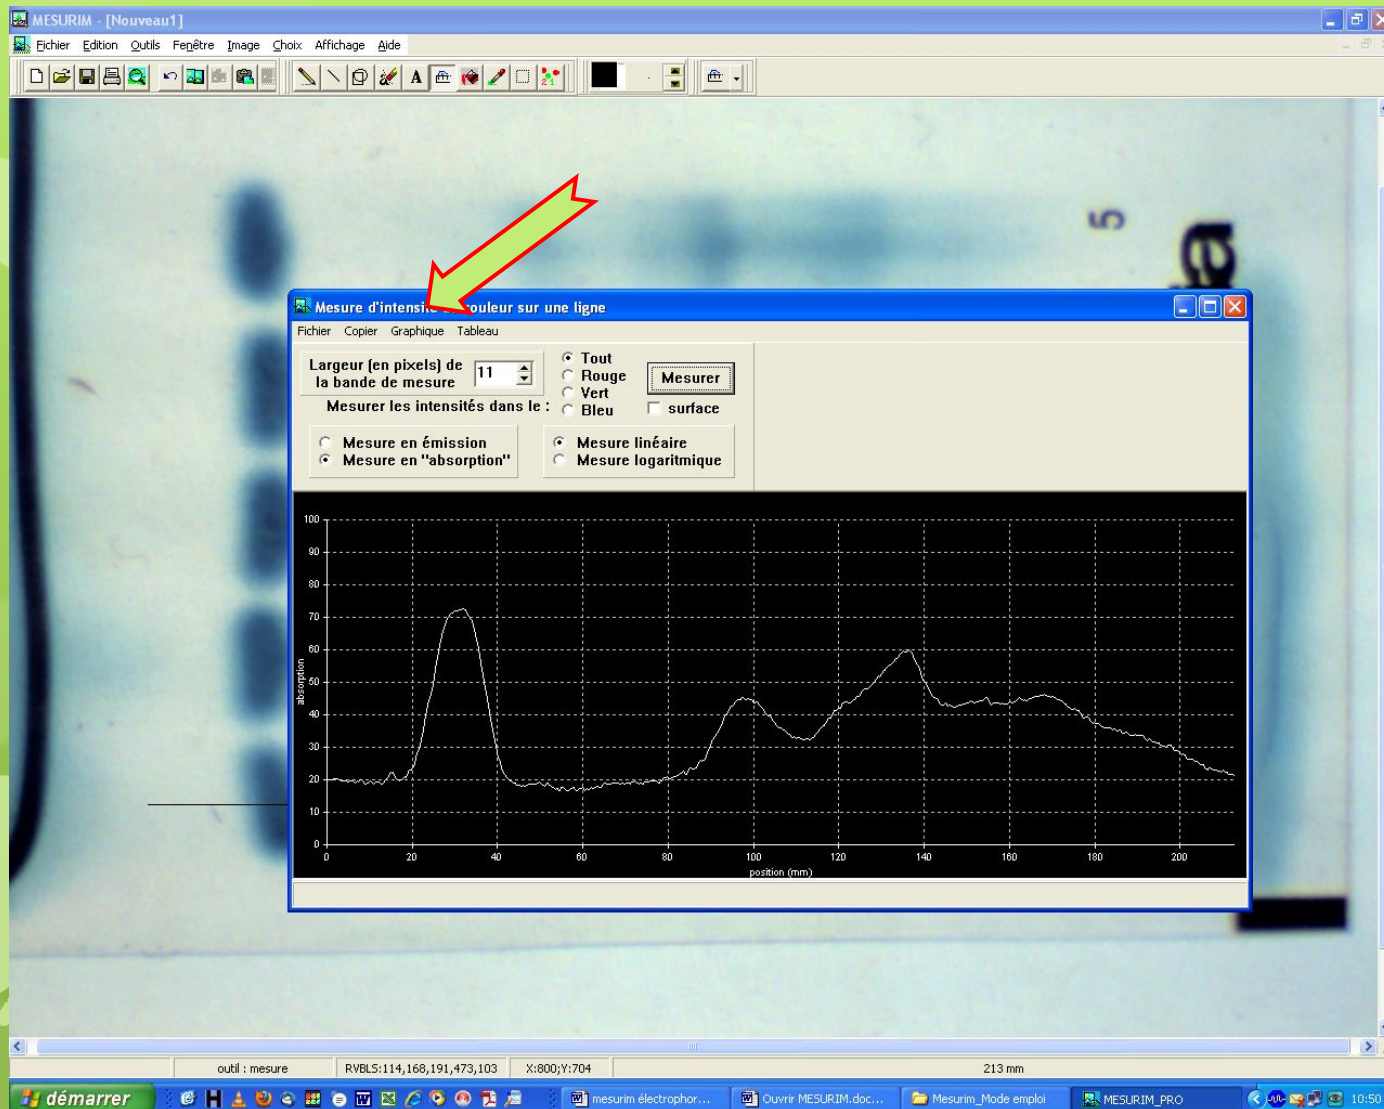 MESURIM - [Nouveau1]
Fichier Edition Outils Fenêtre Image Choix Affichage Aide
A
5
Mesure d'intensité couleur sur une ligne
Fichier Copier Graphique Tableau
Largeur (en pixels) de
la bande de mesure
11
Tout
Rouge
Vert
Bleu
Mesurer
surface
Mesurer les intensités dans le :
Mesure en émission
Mesure en "absorption"
Mesure linéaire
Mesure logaritmique
100
90
80
70
60
50
40
30
20
10
0
absorption
0 20 40 60 80 100 120 140 160 180 200
position (mm)
outil : mesure RVBLS:114,168,191,473,103 X:800;Y:704 213 mm
démarrer mesurim électrophor... Ouvrir MESURIM.doc... Mesurim_Mode emploi MESURIM_PRO 10:50